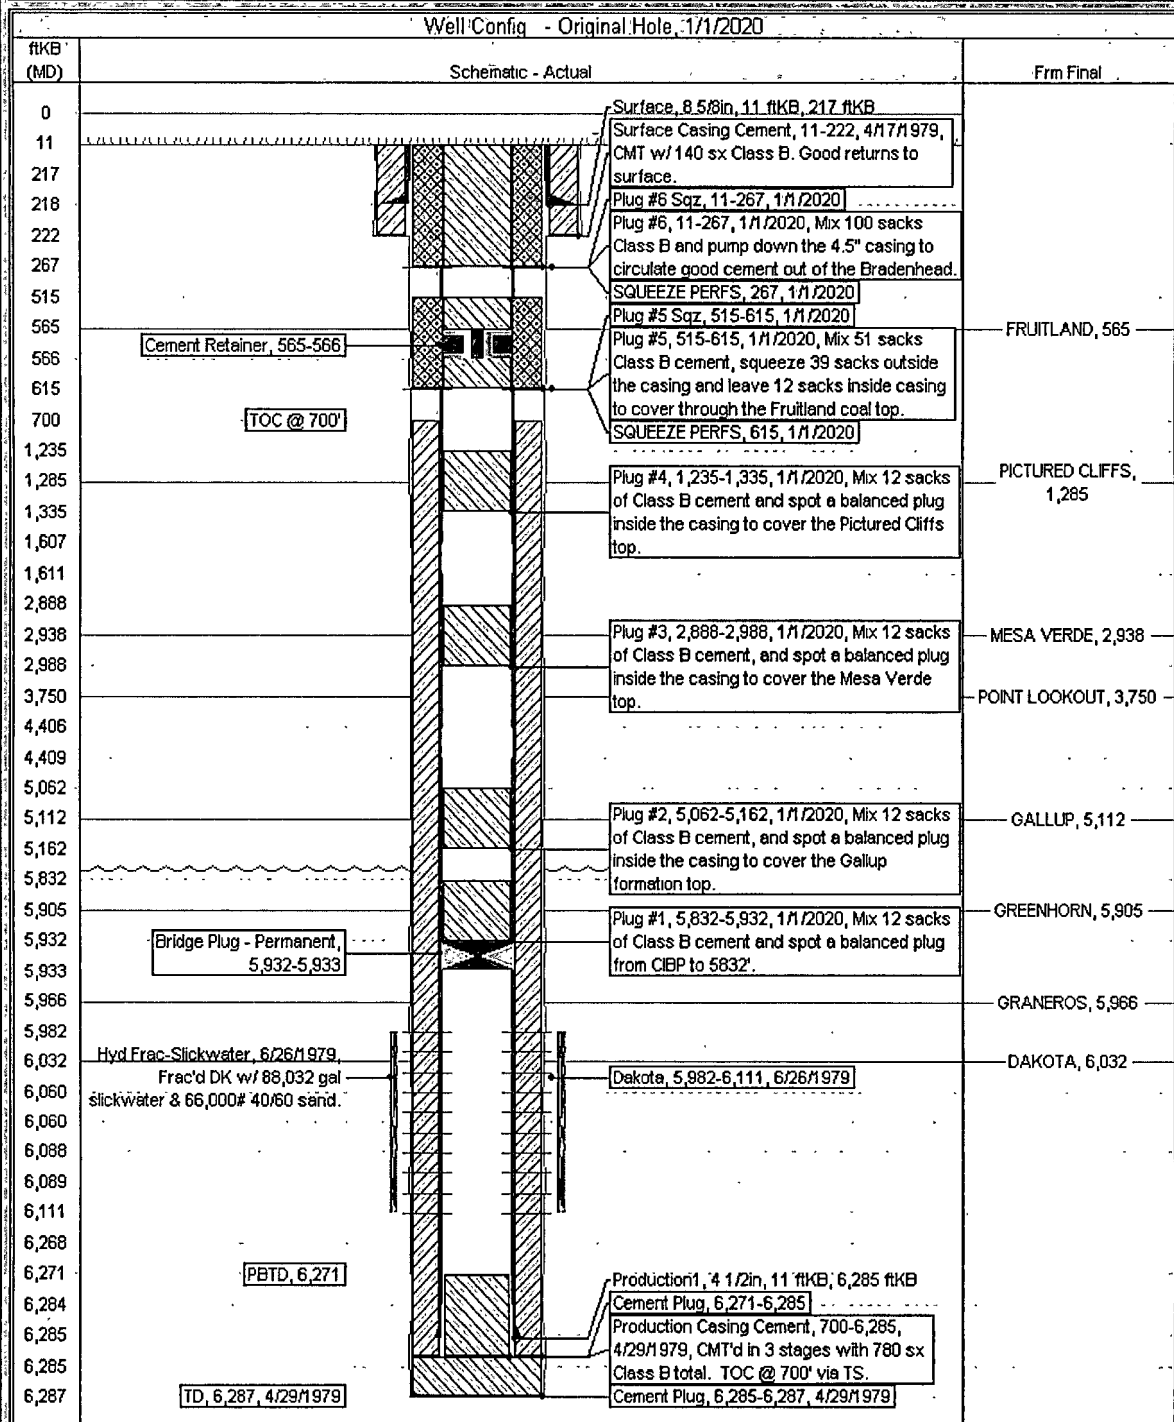 Well Config - Original Hole, 1/1/2020
ftKB
(MD)
Schematic - Actual
Frm Final
0
11
217
218
222
267
515
565
566
615
700
1,235
1,285
1,335
1,607
1,611
2,888
2,938
2,988
3,750
4,406
4,409
5,062
5,112
5,162
5,832
5,905
5,932
5,933
5,966
5,982
6,032
6,060
6,060
6,088
6,089
6,111
6,268
6,271
6,284
6,285
6,285
6,287
Cement Retainer, 565-566
TOC @ 700'
Bridge Plug - Permanent,
5,932-5,933
Hyd Frac-Slickwater, 6/26/1979,
Frac'd DK w/ 88,032 gal
slickwater & 66,000# 40/60 sand.
PBTD, 6,271
TD, 6,287, 4/29/1979
Surface, 8 5/8in, 11 ftKB, 217 ftKB
Surface Casing Cement, 11-222, 4/17/1979,
CMT w/ 140 sx Class B. Good returns to
surface.
Plug #6 Sqz, 11-267, 1/1/2020
Plug #6, 11-267, 1/1/2020, Mix 100 sacks
Class B and pump down the 4.5" casing to
circulate good cement out of the Bradenhead.
SQUEEZE PERFS, 267, 1/1/2020
Plug #5 Sqz, 515-615, 1/1/2020
Plug #5, 515-615, 1/1/2020, Mix 51 sacks
Class B cement, squeeze 39 sacks outside
the casing and leave 12 sacks inside casing
to cover through the Fruitland coal top.
SQUEEZE PERFS, 615, 1/1/2020
Plug #4, 1,235-1,335, 1/1/2020, Mix 12 sacks
of Class B cement and spot a balanced plug
inside the casing to cover the Pictured Cliffs
top.
Plug #3, 2,888-2,988, 1/1/2020, Mix 12 sacks
of Class B cement, and spot a balanced plug
inside the casing to cover the Mesa Verde
top.
Plug #2, 5,062-5,162, 1/1/2020, Mix 12 sacks
of Class B cement, and spot a balanced plug
inside the casing to cover the Gallup
formation top.
Plug #1, 5,832-5,932, 1/1/2020, Mix 12 sacks
of Class B cement and spot a balanced plug
from CIBP to 5832'.
Dakota, 5,982-6,111, 6/26/1979
Production1, 4 1/2in, 11 ftKB, 6,285 ftKB
Cement Plug, 6,271-6,285
Production Casing Cement, 700-6,285,
4/29/1979, CMT'd in 3 stages with 780 sx
Class B total. TOC @ 700' via TS.
Cement Plug, 6,285-6,287, 4/29/1979
FRUITLAND, 565
PICTURED CLIFFS,
1,285
MESA VERDE, 2,938
POINT LOOKOUT, 3,750
GALLUP, 5,112
GREENHORN, 5,905
GRANEROS, 5,966
DAKOTA, 6,032